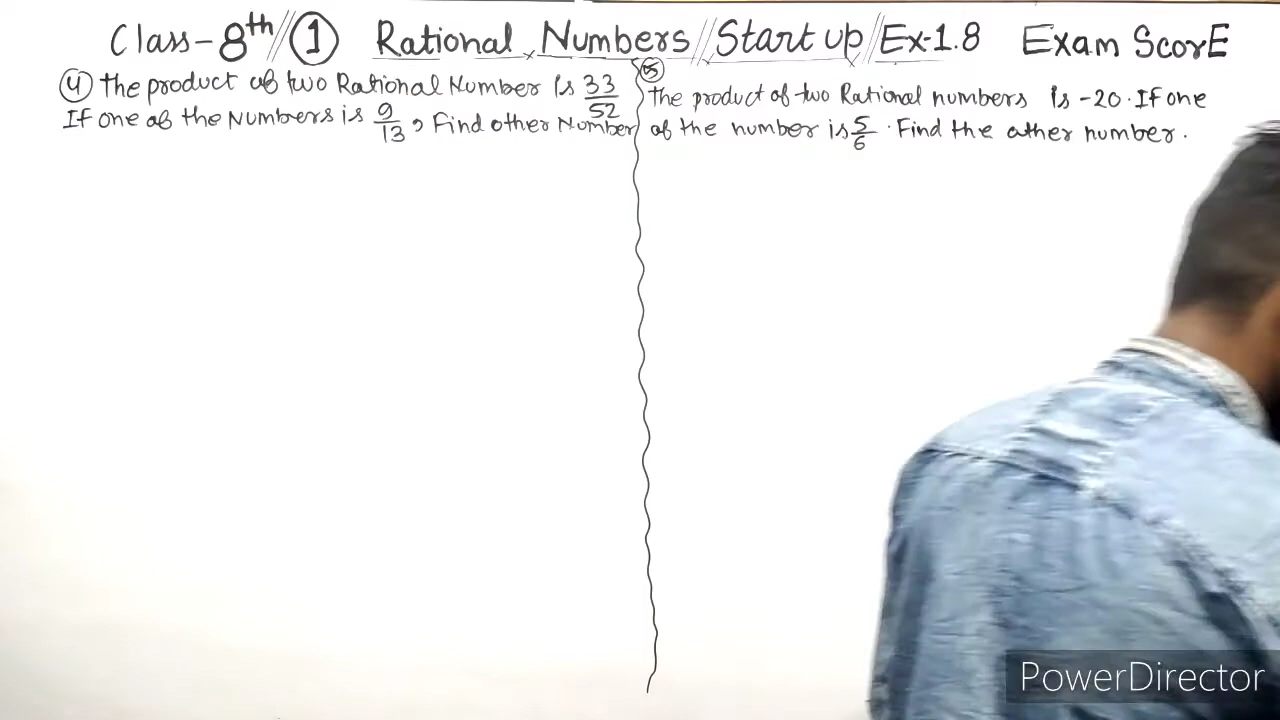 Class-8th//① Rational Numbers//Start up//Ex-1.8 Exam ScorE
④ The product of two Rational Number is 33/52
If one of the Numbers is 9/13, Find other Number
⑤
The product of two Rational numbers is -20. If one
of the number is 5/6. Find the other number.
PowerDirector